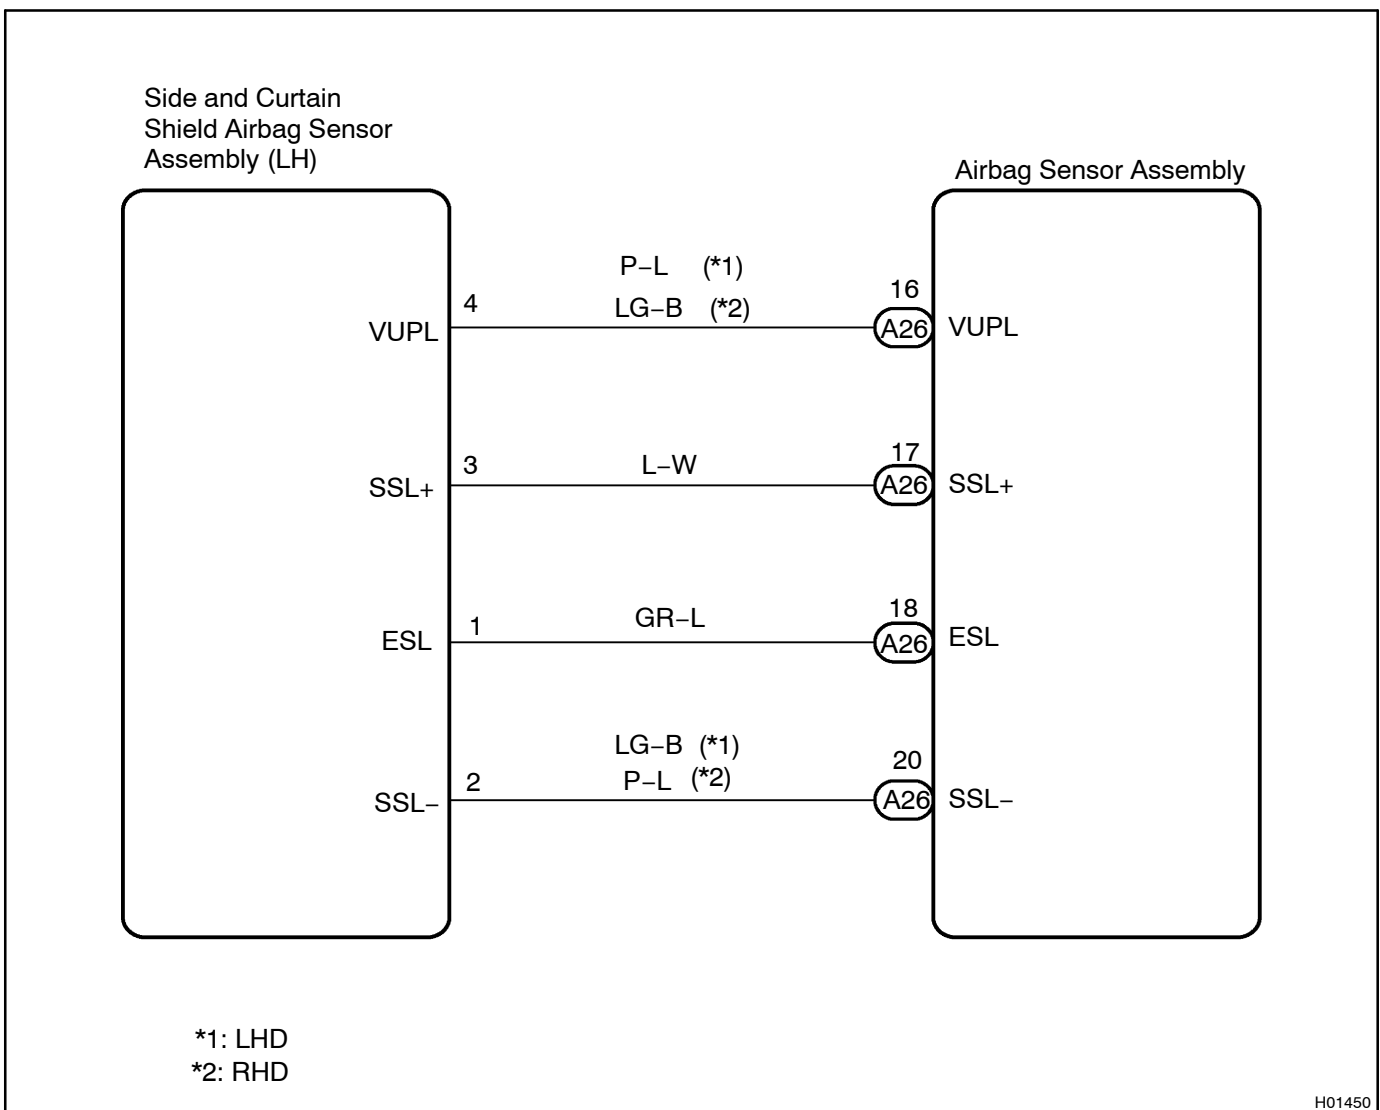 Side and Curtain
Shield Airbag Sensor
Assembly (LH)
Airbag Sensor Assembly
P−L (*1)
LG−B (*2)
VUPL 4 16 A26 VUPL
L−W
SSL+ 3 17 A26 SSL+
GR−L
ESL 1 18 A26 ESL
LG−B (*1)
P−L (*2)
SSL− 2 20 A26 SSL−
*1: LHD
*2: RHD
H01450